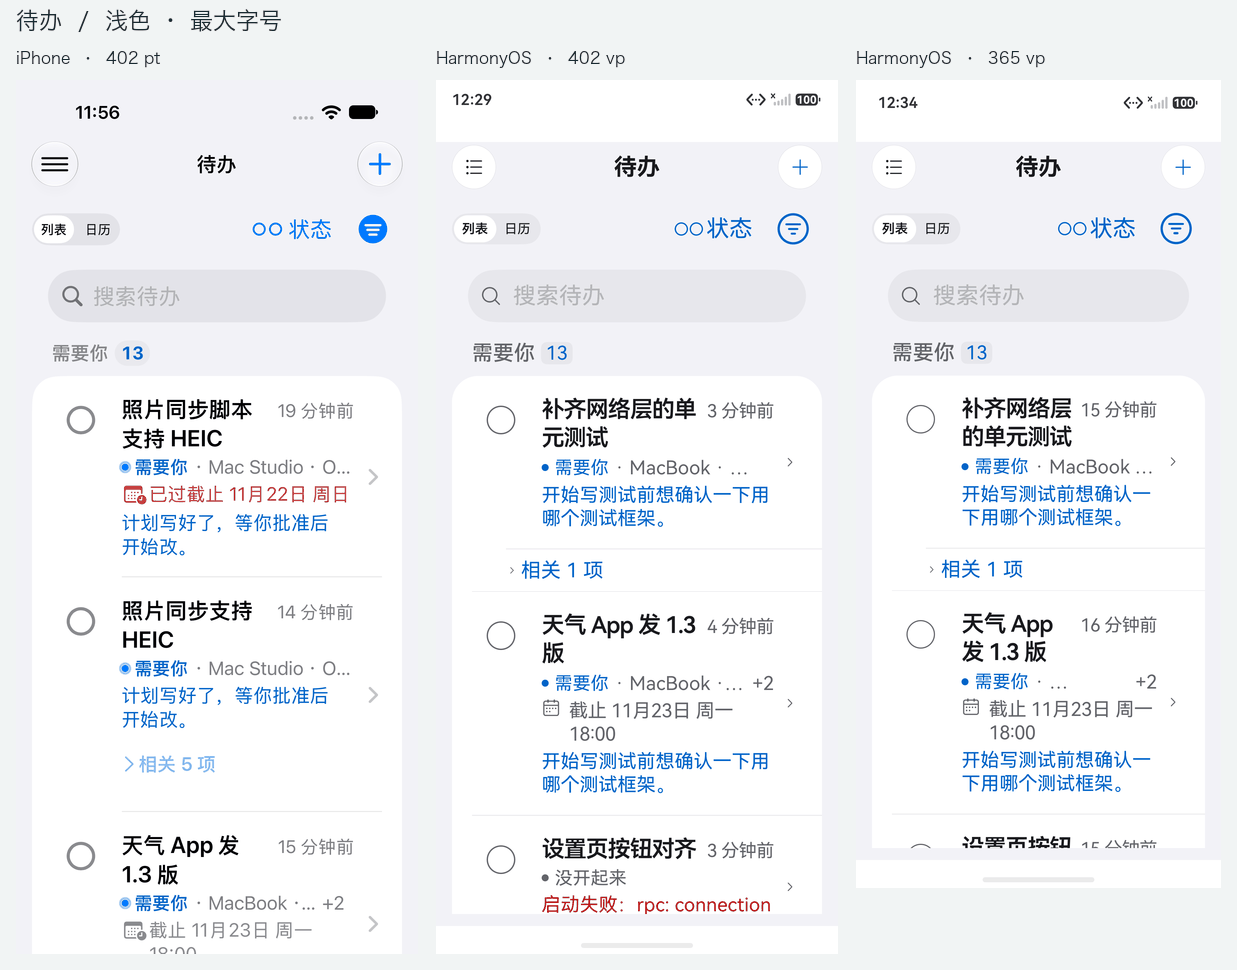 待办 / 浅色 · 最大字号
iPhone · 402 pt
11:56
待办
列表 日历
状态
搜索待办
需要你 13
照片同步脚本
支持 HEIC
19 分钟前
需要你 · Mac Studio · O...
已过截止 11月22日 周日
计划写好了，等你批准后
开始改。
照片同步支持
HEIC
14 分钟前
需要你 · Mac Studio · O...
计划写好了，等你批准后
开始改。
相关 5 项
天气 App 发
1.3 版
15 分钟前
需要你 · MacBook ·... +2
截止 11月23日 周一
18:00
HarmonyOS · 402 vp
12:29
100
待办
列表 日历
状态
搜索待办
需要你 13
补齐网络层的单
元测试
3 分钟前
需要你 · MacBook · ...
开始写测试前想确认一下用
哪个测试框架。
相关 1 项
天气 App 发 1.3
版
4 分钟前
需要你 · MacBook ·... +2
截止 11月23日 周一
18:00
开始写测试前想确认一下用
哪个测试框架。
设置页按钮对齐
3 分钟前
没开起来
启动失败：rpc: connection
HarmonyOS · 365 vp
12:34
100
待办
列表 日历
状态
搜索待办
需要你 13
补齐网络层
的单元测试
15 分钟前
需要你 · MacBook ...
开始写测试前想确认一
下用哪个测试框架。
相关 1 项
天气 App
发 1.3 版
16 分钟前
需要你 · ... +2
截止 11月23日 周一
18:00
开始写测试前想确认一
下用哪个测试框架。
设置页按钮
15 分钟前